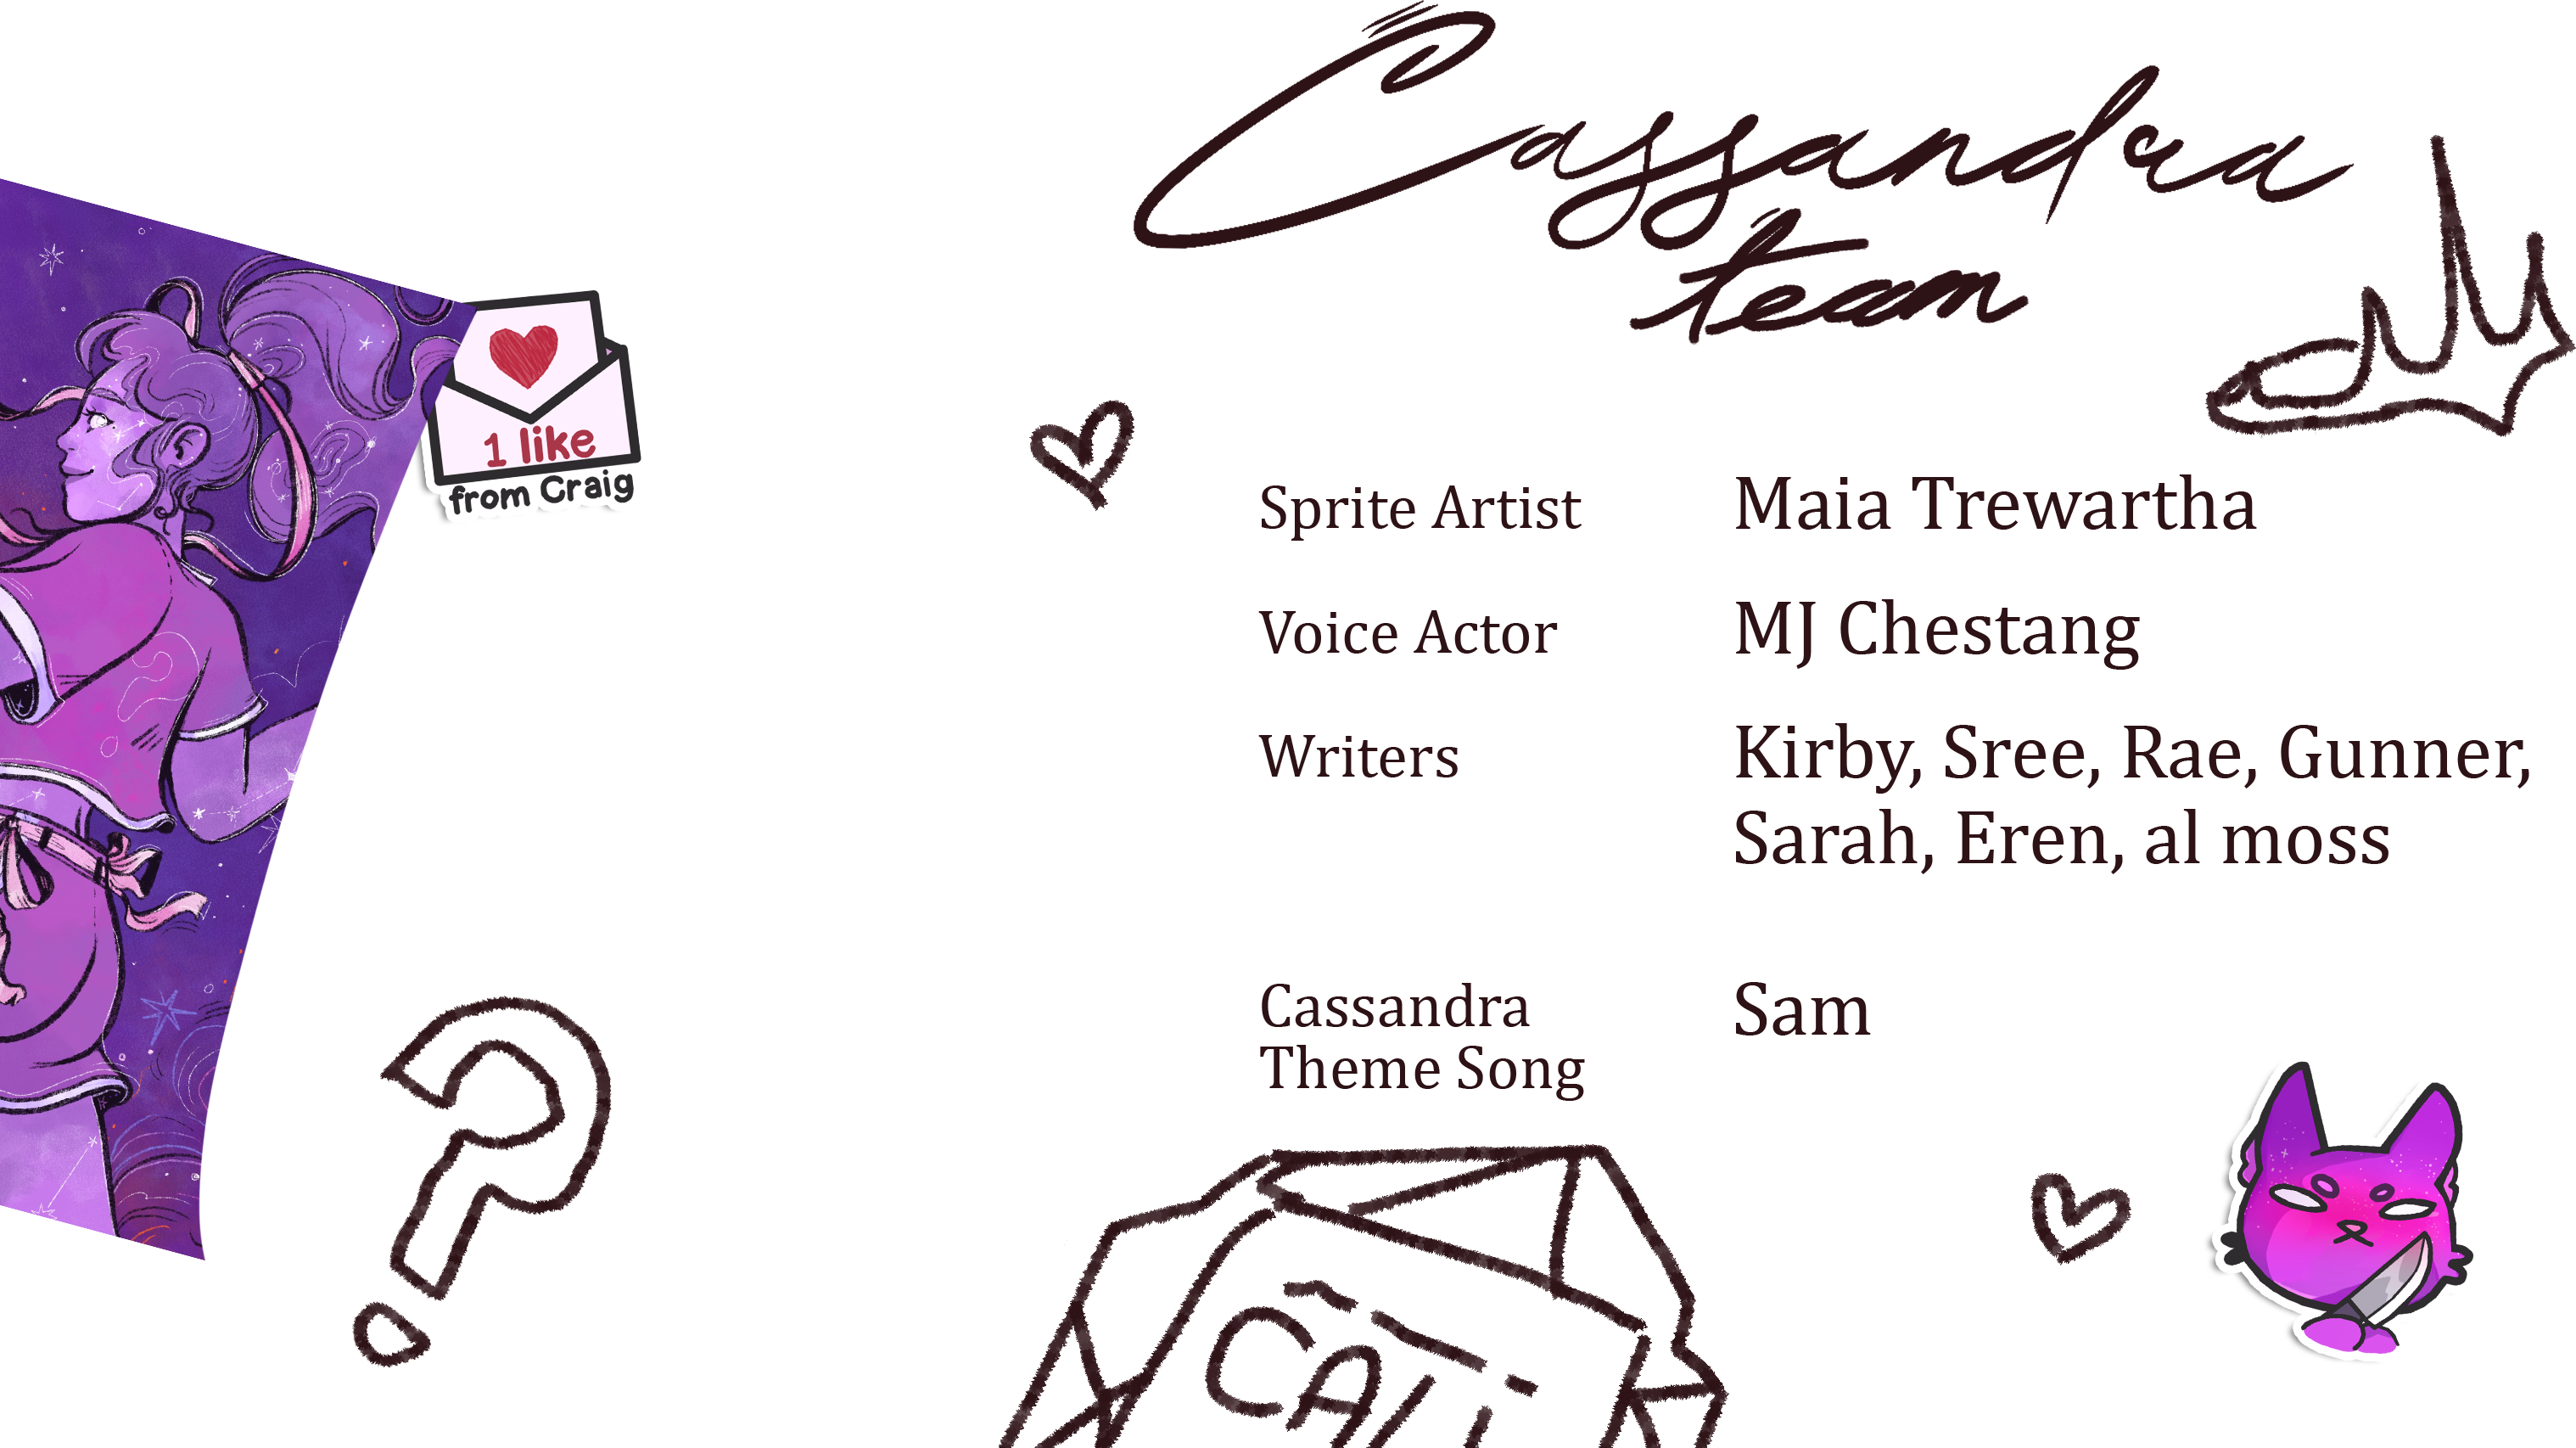 Cassandra
team
1 like
from Craig
Sprite Artist Maia Trewartha
Voice Actor MJ Chestang
Writers Kirby, Sree, Rae, Gunner,
Sarah, Eren, al moss
Cassandra Sam
Theme Song